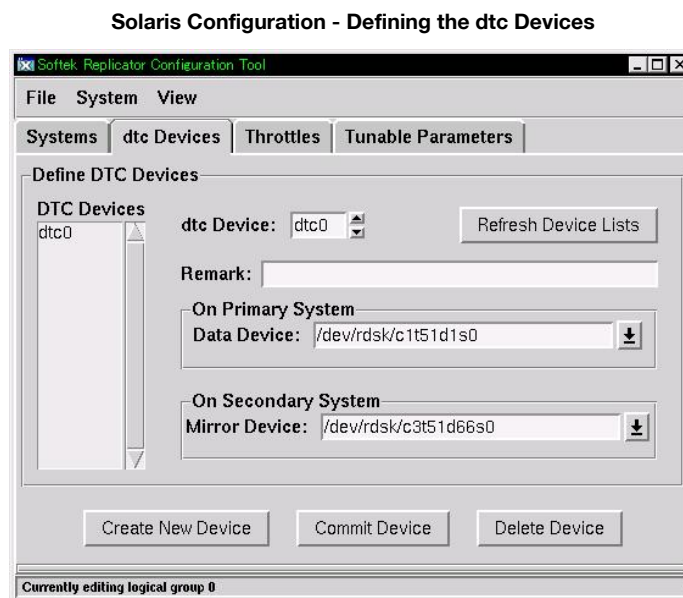 Solaris Configuration - Defining the dtc Devices
Softek Replicator Configuration Tool
File System View
Systems dtc Devices Throttles Tunable Parameters
Define DTC Devices
DTC Devices
dtc0
dtc Device: dtc0
Refresh Device Lists
Remark:
On Primary System
Data Device: /dev/rdsk/c1t51d1s0
On Secondary System
Mirror Device: /dev/rdsk/c3t51d66s0
Create New Device Commit Device Delete Device
Currently editing logical group 0